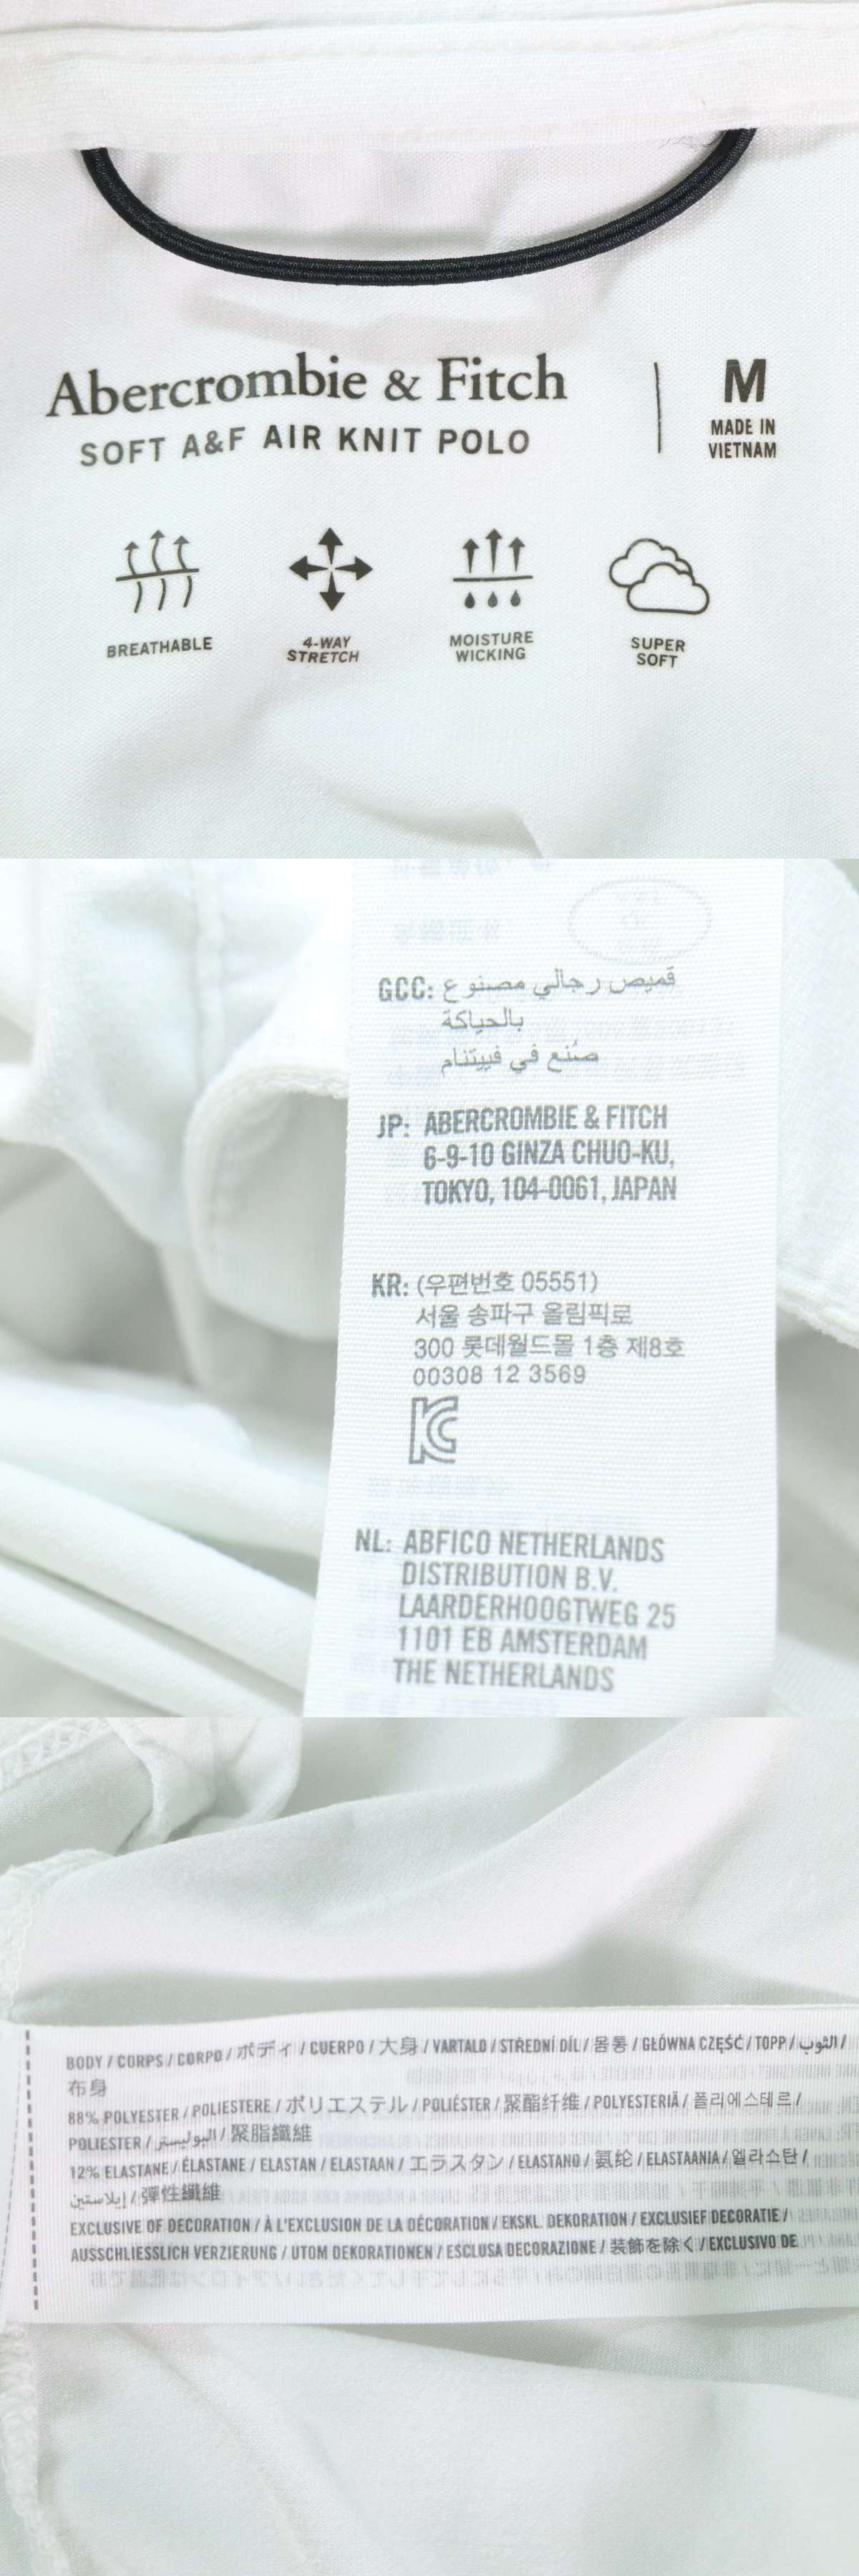 Abercrombie & Fitch
SOFT A&F AIR KNIT POLO
M
MADE IN
VIETNAM
BREATHABLE
4-WAY
STRETCH
MOISTURE
WICKING
SUPER
SOFT
GCC: قميص رجالي مصنوع
بالحياكة
صنع في فييتنام
JP: ABERCROMBIE & FITCH
6-9-10 GINZA CHUO-KU,
TOKYO, 104-0061, JAPAN
KR: (우편번호 05551)
서울 송파구 올림픽로
300 롯데월드몰 1층 제8호
00308 12 3569
NL: ABFICO NETHERLANDS
DISTRIBUTION B.V.
LAARDERHOOGTWEG 25
1101 EB AMSTERDAM
THE NETHERLANDS
BODY / CORPS / CORPO / ボディ / CUERPO / 大身 / VARTALO / STŘEDNÍ DÍL / 몸통 / GŁÓWNA CZĘŚĆ / TOPP / الثوب /
布身
88% POLYESTER / POLIESTERE / ポリエステル / POLIÉSTER / 聚酯纤维 / POLYESTERIÄ / 폴리에스테르 /
POLIESTER / البوليستر / 聚脂纖維
12% ELASTANE / ÉLASTANE / ELASTAN / ELASTAAN / エラスタン / ELASTANO / 氨纶 / ELASTAANIA / 엘라스탄 /
إيلاستين / 彈性纖維
EXCLUSIVE OF DECORATION / À L'EXCLUSION DE LA DÉCORATION / EKSKL. DEKORATION / EXCLUSIEF DECORATIE /
AUSSCHLIESSLICH VERZIERUNG / UTOM DEKORATIONEN / ESCLUSA DECORAZIONE / 装飾を除く / EXCLUSIVO DE